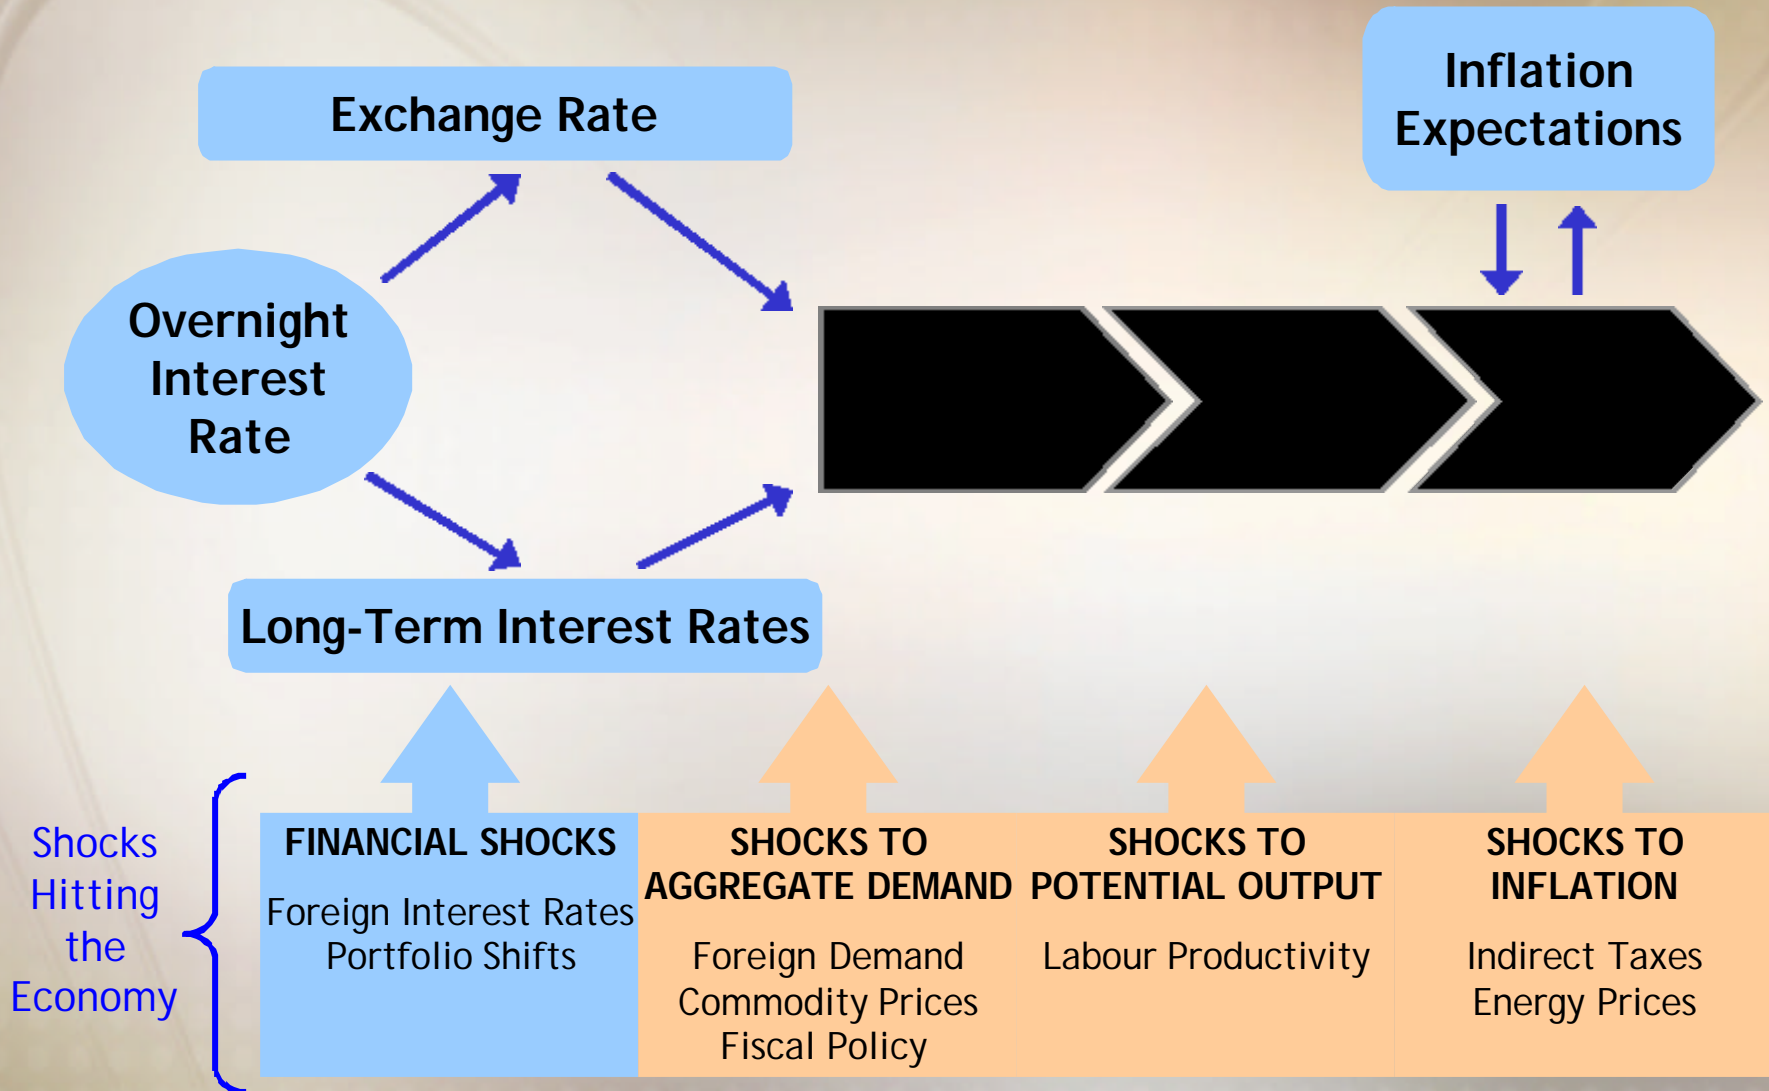 Exchange Rate
Inflation
Expectations
Overnight
Interest
Rate
Long-Term Interest Rates
Shocks
Hitting
the
Economy
FINANCIAL SHOCKS
Foreign Interest Rates
Portfolio Shifts
SHOCKS TO
AGGREGATE DEMAND
Foreign Demand
Commodity Prices
Fiscal Policy
SHOCKS TO
POTENTIAL OUTPUT
Labour Productivity
SHOCKS TO
INFLATION
Indirect Taxes
Energy Prices